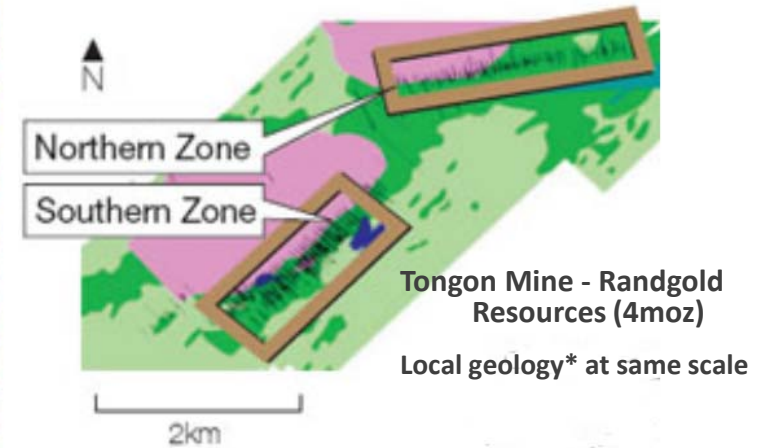 N
Northern Zone
Southern Zone
Tongon Mine - Randgold
Resources (4moz)
Local geology* at same scale
2km